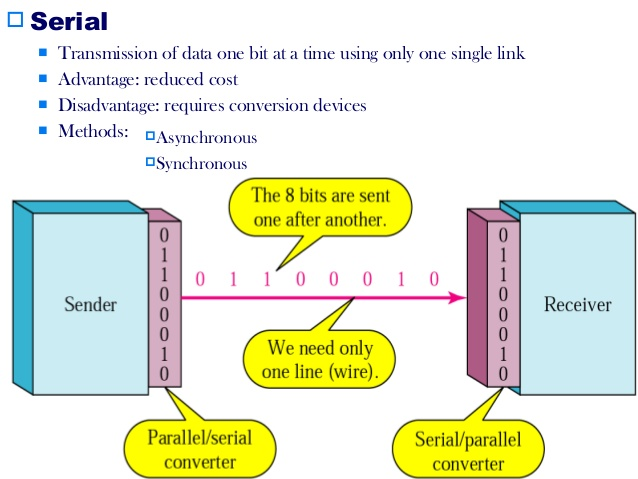 Serial
Transmission of data one bit at a time using only one single link
Advantage: reduced cost
Disadvantage: requires conversion devices
Methods:
Asynchronous
Synchronous
The 8 bits are sent
one after another.
0 1 1 0 0 0 1 0
Sender
0
1
1
0
0
0
1
0
We need only
one line (wire).
0
1
1
0
0
0
1
0
Receiver
Parallel/serial
converter
Serial/parallel
converter